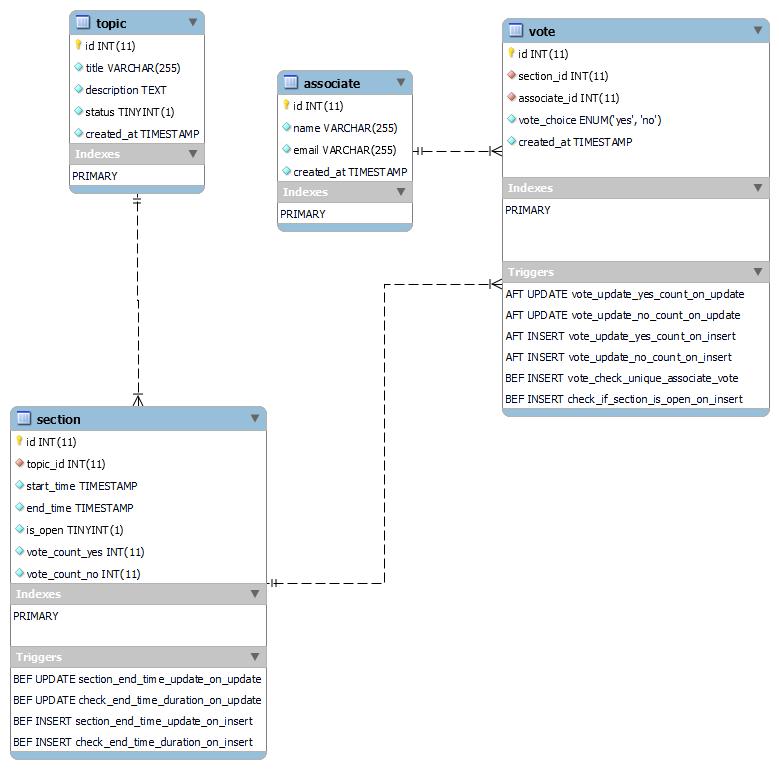 topic
id INT(11)
title VARCHAR(255)
description TEXT
status TINYINT(1)
created_at TIMESTAMP
Indexes
PRIMARY
associate
id INT(11)
name VARCHAR(255)
email VARCHAR(255)
created_at TIMESTAMP
Indexes
PRIMARY
vote
id INT(11)
section_id INT(11)
associate_id INT(11)
vote_choice ENUM('yes', 'no')
created_at TIMESTAMP
Indexes
PRIMARY
Triggers
AFT UPDATE vote_update_yes_count_on_update
AFT UPDATE vote_update_no_count_on_update
AFT INSERT vote_update_yes_count_on_insert
AFT INSERT vote_update_no_count_on_insert
BEF INSERT vote_check_unique_associate_vote
BEF INSERT check_if_section_is_open_on_insert
section
id INT(11)
topic_id INT(11)
start_time TIMESTAMP
end_time TIMESTAMP
is_open TINYINT(1)
vote_count_yes INT(11)
vote_count_no INT(11)
Indexes
PRIMARY
Triggers
BEF UPDATE section_end_time_update_on_update
BEF UPDATE check_end_time_duration_on_update
BEF INSERT section_end_time_update_on_insert
BEF INSERT check_end_time_duration_on_insert